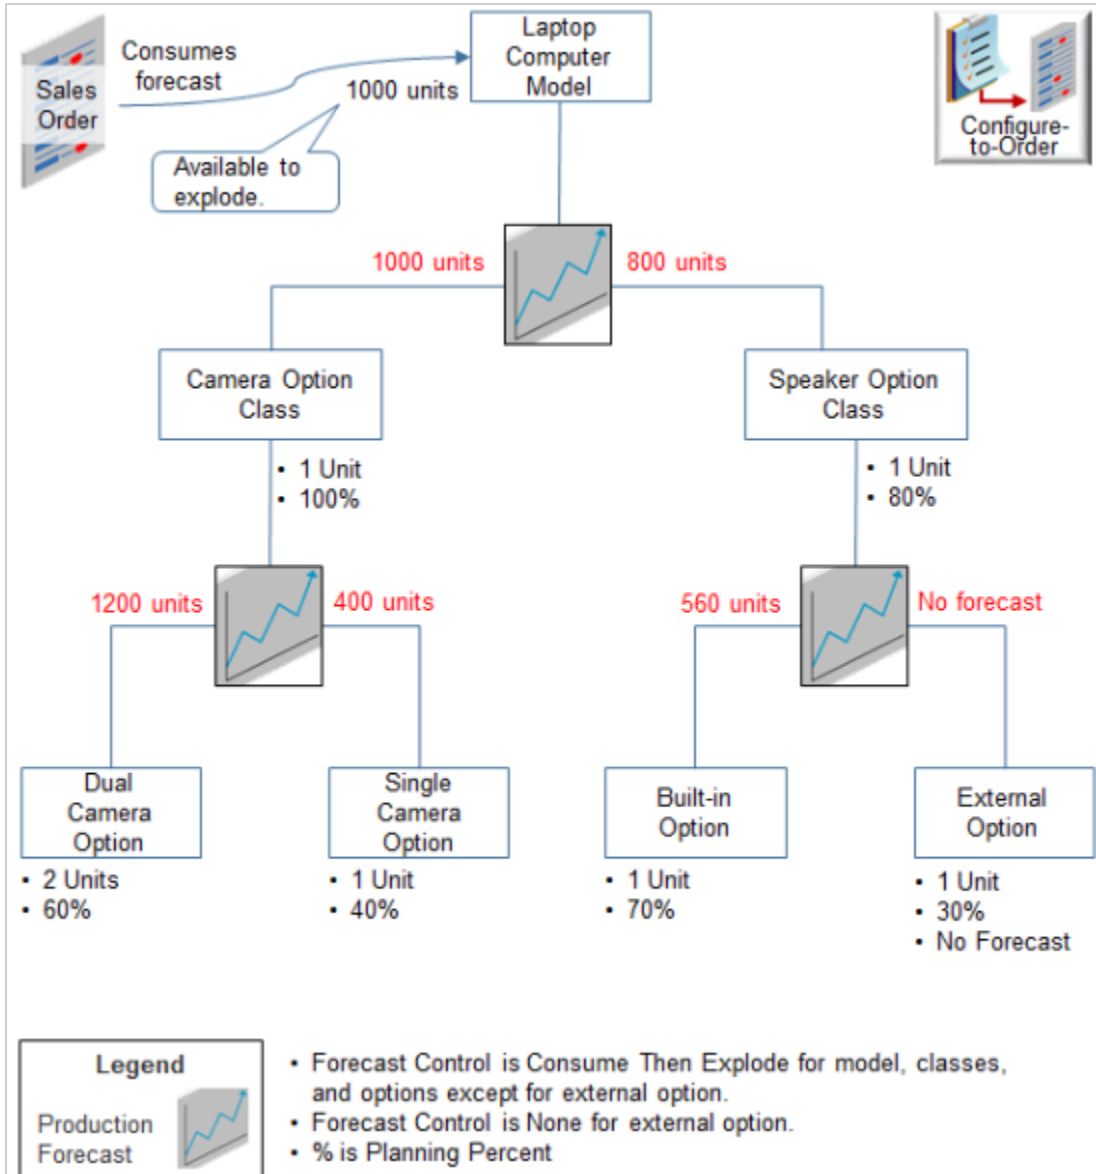 Sales
Order
Consumes
forecast
1000 units
Available to
explode.
Laptop
Computer
Model
Configure-
to-Order
1000 units
800 units
Camera Option
Class
Speaker Option
Class
• 1 Unit
• 100%
• 1 Unit
• 80%
1200 units
400 units
560 units
No forecast
Dual
Camera
Option
Single
Camera
Option
Built-in
Option
External
Option
• 2 Units
• 60%
• 1 Unit
• 40%
• 1 Unit
• 70%
• 1 Unit
• 30%
• No Forecast
Legend
Production
Forecast
• Forecast Control is Consume Then Explode for model, classes,
and options except for external option.
• Forecast Control is None for external option.
• % is Planning Percent